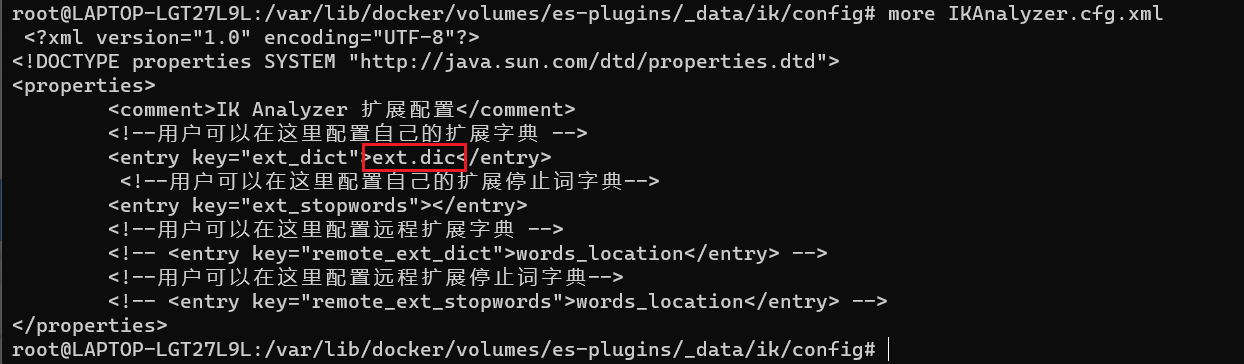 root@LAPTOP-LGT27L9L:/var/lib/docker/volumes/es-plugins/_data/ik/config# more IKAnalyzer.cfg.xml
 <?xml version="1.0" encoding="UTF-8"?>
<!DOCTYPE properties SYSTEM "http://java.sun.com/dtd/properties.dtd">
<properties>
        <comment>IK Analyzer 扩展配置</comment>
        <!--用户可以在这里配置自己的扩展字典 -->
        <entry key="ext_dict">ext.dic</entry>
         <!--用户可以在这里配置自己的扩展停止词字典-->
        <entry key="ext_stopwords"></entry>
        <!--用户可以在这里配置远程扩展字典 -->
        <!-- <entry key="remote_ext_dict">words_location</entry> -->
        <!--用户可以在这里配置远程扩展停止词字典-->
        <!-- <entry key="remote_ext_stopwords">words_location</entry> -->
</properties>
root@LAPTOP-LGT27L9L:/var/lib/docker/volumes/es-plugins/_data/ik/config#